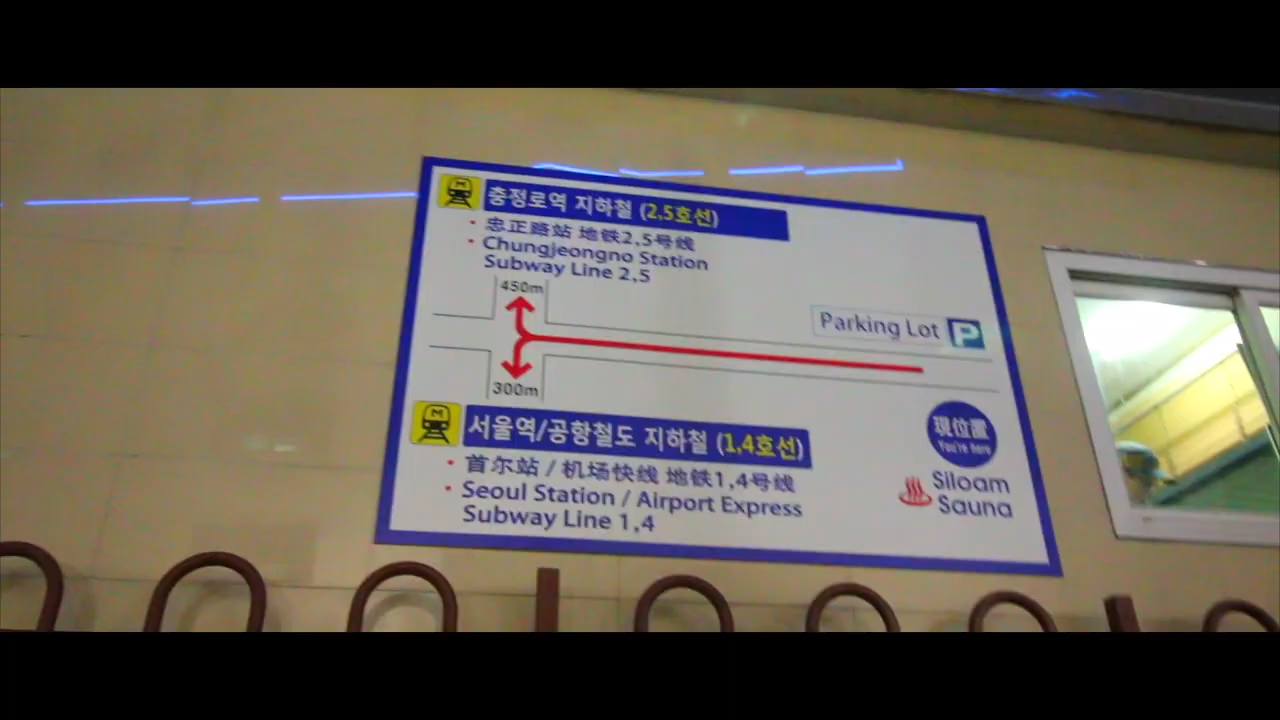 M
충정로역 지하철 (2,5호선)
• 忠正路站 地铁2,5号线
• Chungjeongno Station
Subway Line 2,5
450m
Parking Lot P
300m
M
서울역/공항철도 지하철 (1,4호선)
• 首尔站 / 机场快线 地铁1,4号线
• Seoul Station / Airport Express
Subway Line 1,4
現位置
You're here
Siloam
Sauna